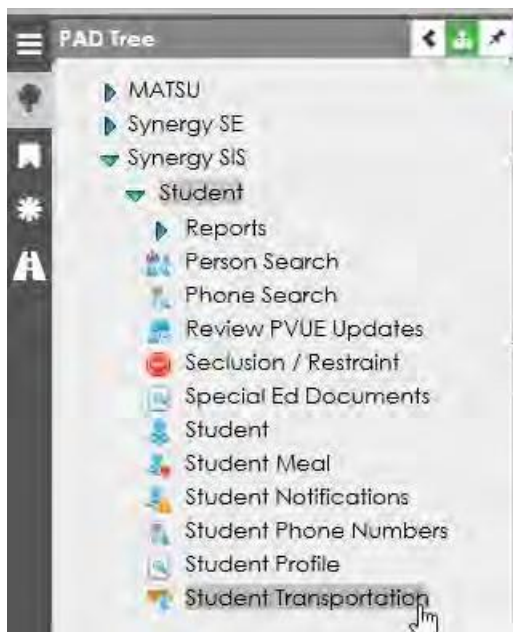 PAD Tree
MATSU
Synergy SE
Synergy SIS
Student
Reports
Person Search
Phone Search
Review PVUE Updates
Seclusion / Restraint
Special Ed Documents
Student
Student Meal
Student Notifications
Student Phone Numbers
Student Profile
Student Transportation